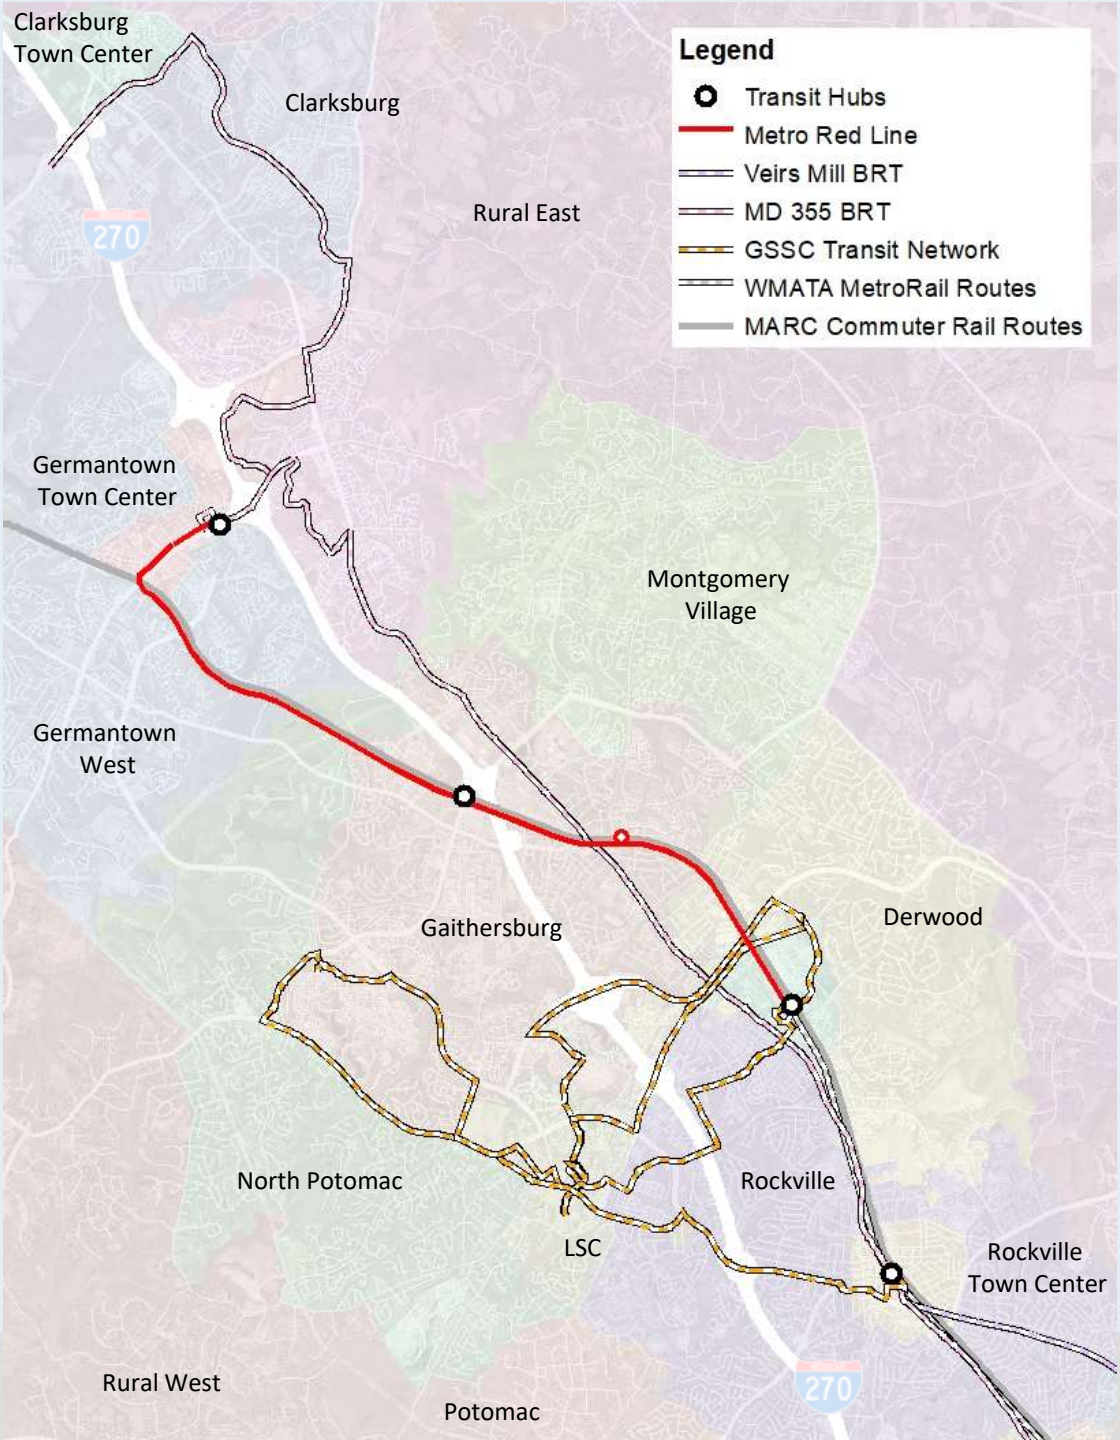 Clarksburg
Town Center
Clarksburg
Legend
Transit Hubs
Metro Red Line
Veirs Mill BRT
MD 355 BRT
GSSC Transit Network
WMATA MetroRail Routes
MARC Commuter Rail Routes
Rural East
270
Germantown
Town Center
Montgomery
Village
Germantown
West
Gaithersburg
Derwood
North Potomac
Rockville
LSC
Rockville
Town Center
Rural West
270
Potomac